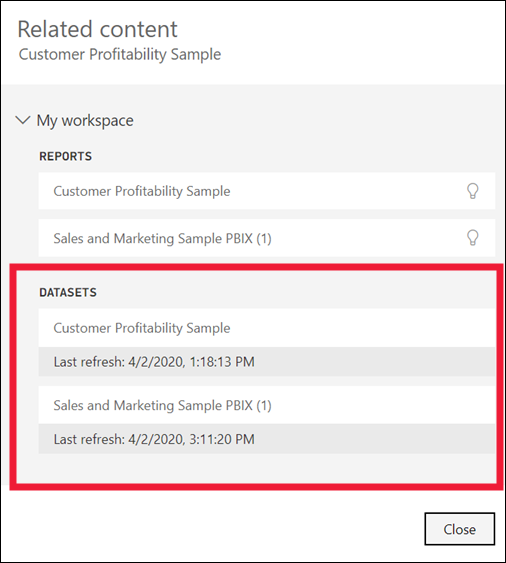 Related content
Customer Profitability Sample
My workspace
REPORTS
Customer Profitability Sample
Sales and Marketing Sample PBIX (1)
DATASETS
Customer Profitability Sample
Last refresh: 4/2/2020, 1:18:13 PM
Sales and Marketing Sample PBIX (1)
Last refresh: 4/2/2020, 3:11:20 PM
Close